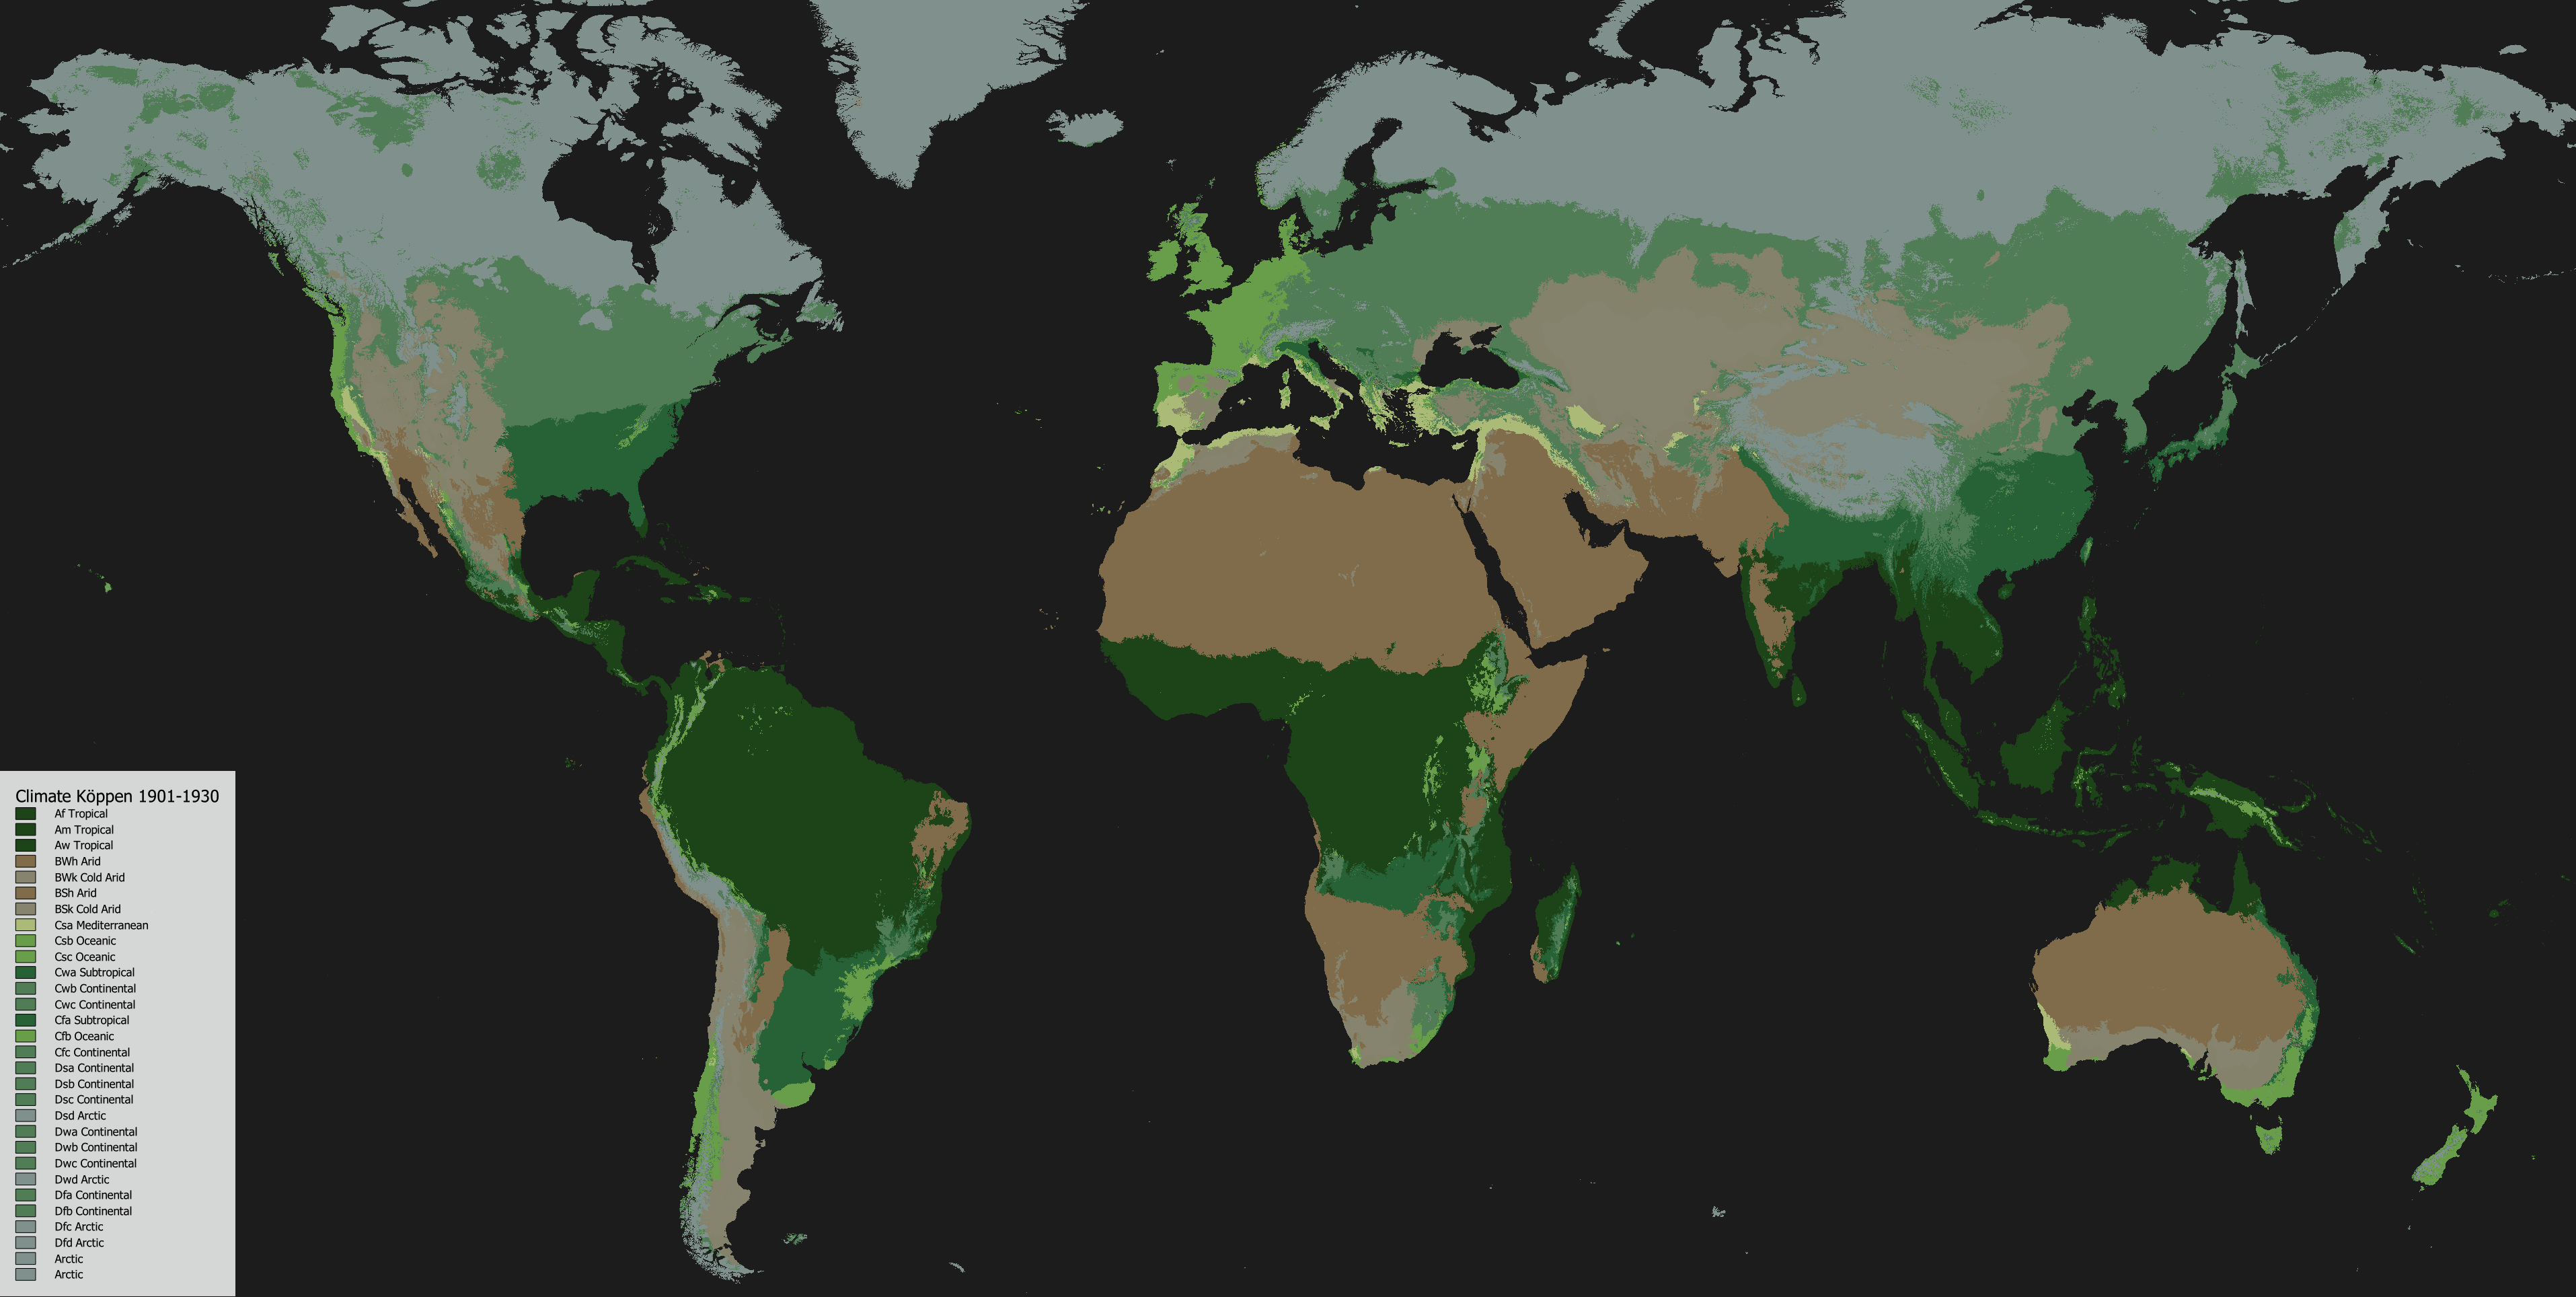 Climate Köppen 1901-1930
Af Tropical
Am Tropical
Aw Tropical
BWh Arid
BWk Cold Arid
BSh Arid
BSk Cold Arid
Csa Mediterranean
Csb Oceanic
Csc Oceanic
Cwa Subtropical
Cwb Continental
Cwc Continental
Cfa Subtropical
Cfb Oceanic
Cfc Continental
Dsa Continental
Dsb Continental
Dsc Continental
Dsd Arctic
Dwa Continental
Dwb Continental
Dwc Continental
Dwd Arctic
Dfa Continental
Dfb Continental
Dfc Arctic
Dfd Arctic
Arctic
Arctic